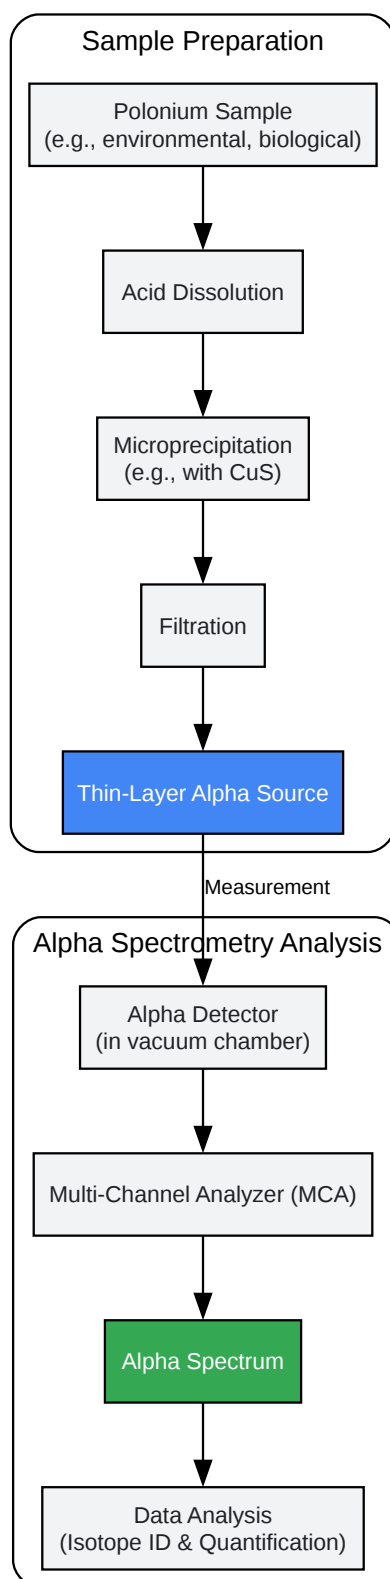 Sample Preparation
Polonium Sample
(e.g., environmental, biological)
Acid Dissolution
Microprecipitation
(e.g., with CuS)
Filtration
Thin-Layer Alpha Source
Measurement
Alpha Spectrometry Analysis
Alpha Detector
(in vacuum chamber)
Multi-Channel Analyzer (MCA)
Alpha Spectrum
Data Analysis
(Isotope ID & Quantification)